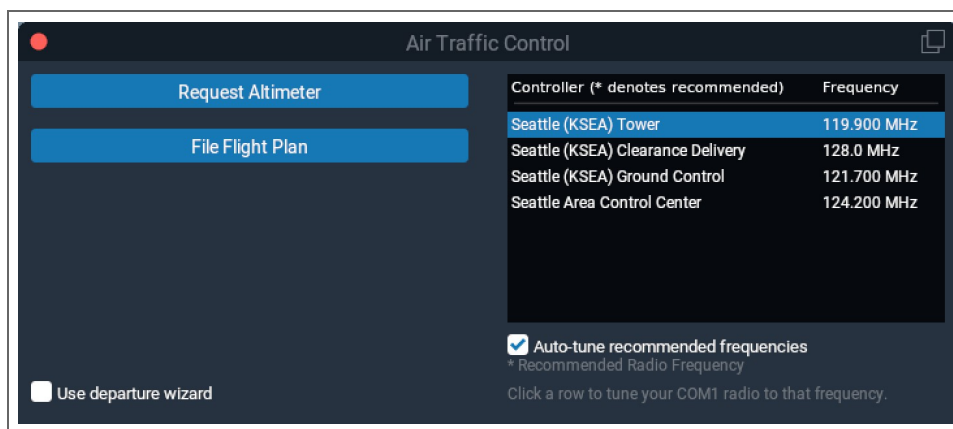 Air Traffic Control
Request Altimeter
File Flight Plan
Use departure wizard
Controller (* denotes recommended) Frequency
Seattle (KSEA) Tower 119.900 MHz
Seattle (KSEA) Clearance Delivery 128.0 MHz
Seattle (KSEA) Ground Control 121.700 MHz
Seattle Area Control Center 124.200 MHz
Auto-tune recommended frequencies
* Recommended Radio Frequency
Click a row to tune your COM1 radio to that frequency.